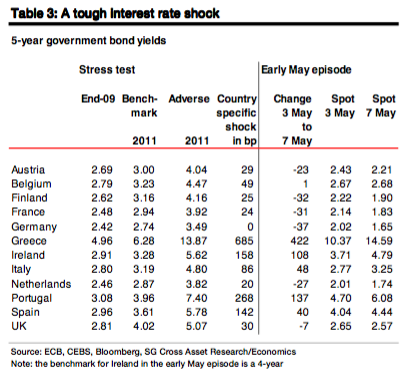 Table 3: A tough interest rate shock
5-year government bond yields
Stress test Early May episode
End-09 Bench- Adverse Country Change Spot Spot
mark specific 3 May 3 May 7 May
shock to
2011 2011 in bp 7 May
Austria 2.69 3.00 4.04 29 -23 2.43 2.21
Belgium 2.79 3.23 4.47 49 1 2.67 2.68
Finland 2.62 3.16 4.16 25 -32 2.22 1.90
France 2.48 2.94 3.92 24 -31 2.14 1.83
Germany 2.42 2.74 3.49 0 -37 2.02 1.65
Greece 4.96 6.28 13.87 685 422 10.37 14.59
Ireland 2.91 3.28 5.62 158 108 3.71 4.79
Italy 2.80 3.19 4.80 86 48 2.77 3.25
Netherlands 2.46 2.87 3.82 20 -27 2.01 1.74
Portugal 3.08 3.96 7.40 268 137 4.70 6.08
Spain 2.96 3.61 5.78 142 40 4.04 4.44
UK 2.81 4.02 5.07 30 -7 2.65 2.57
Source: ECB, CEBS, Bloomberg, SG Cross Asset Research/Economics
Note: the benchmark for Ireland in the early May episode is a 4-year